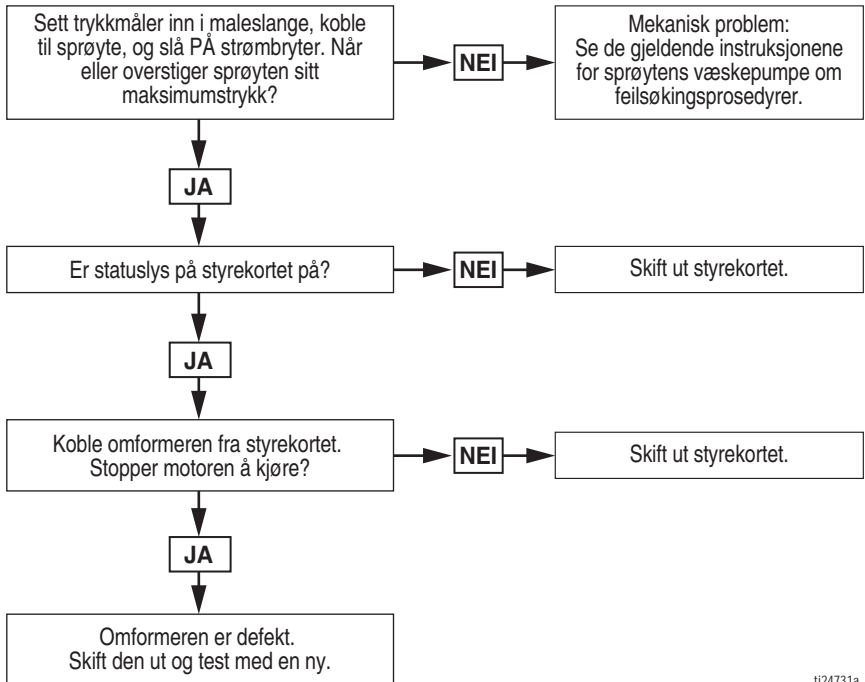 Sett trykkmåler inn i maleslange, koble
til sprøyte, og slå PÅ strømbryter. Når
eller overstiger sprøyten sitt
maksimumstrykk?
NEI
Mekanisk problem:
Se de gjeldende instruksjonene
for sprøytens væskepumpe om
feilsøkingsprosedyrer.
JA
Er statuslys på styrekortet på?
NEI
Skift ut styrekortet.
JA
Koble omformeren fra styrekortet.
Stopper motoren å kjøre?
NEI
Skift ut styrekortet.
JA
Omformeren er defekt.
Skift den ut og test med en ny.
ti24731a